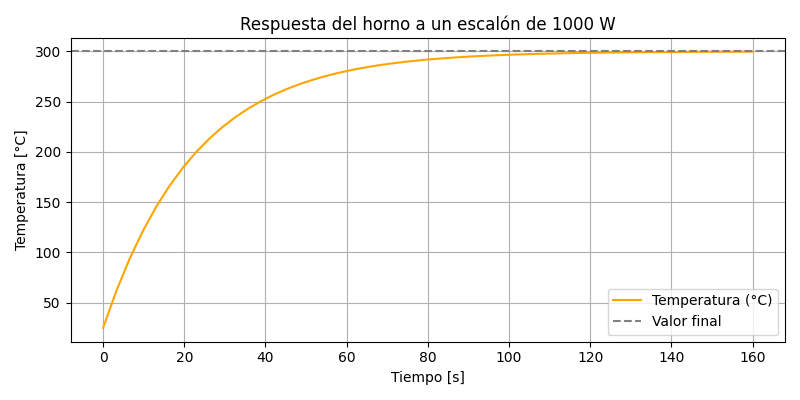 Respuesta del horno a un escalón de 1000 W
Temperatura [°C]
300
250
200
150
100
50
0 20 40 60 80 100 120 140 160
Tiempo [s]
Temperatura (°C)
Valor final